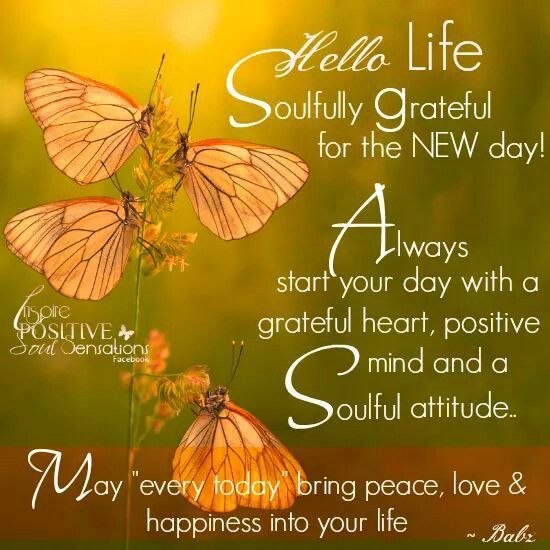 Hello Life
Soulfully grateful
for the NEW day!
Always
start your day with a
grateful heart, positive
mind and a
Soulful attitude..
Inspire
POSITIVE
Soul Sensations
Facebook
May "every today" bring peace, love &
happiness into your life
~ Babz